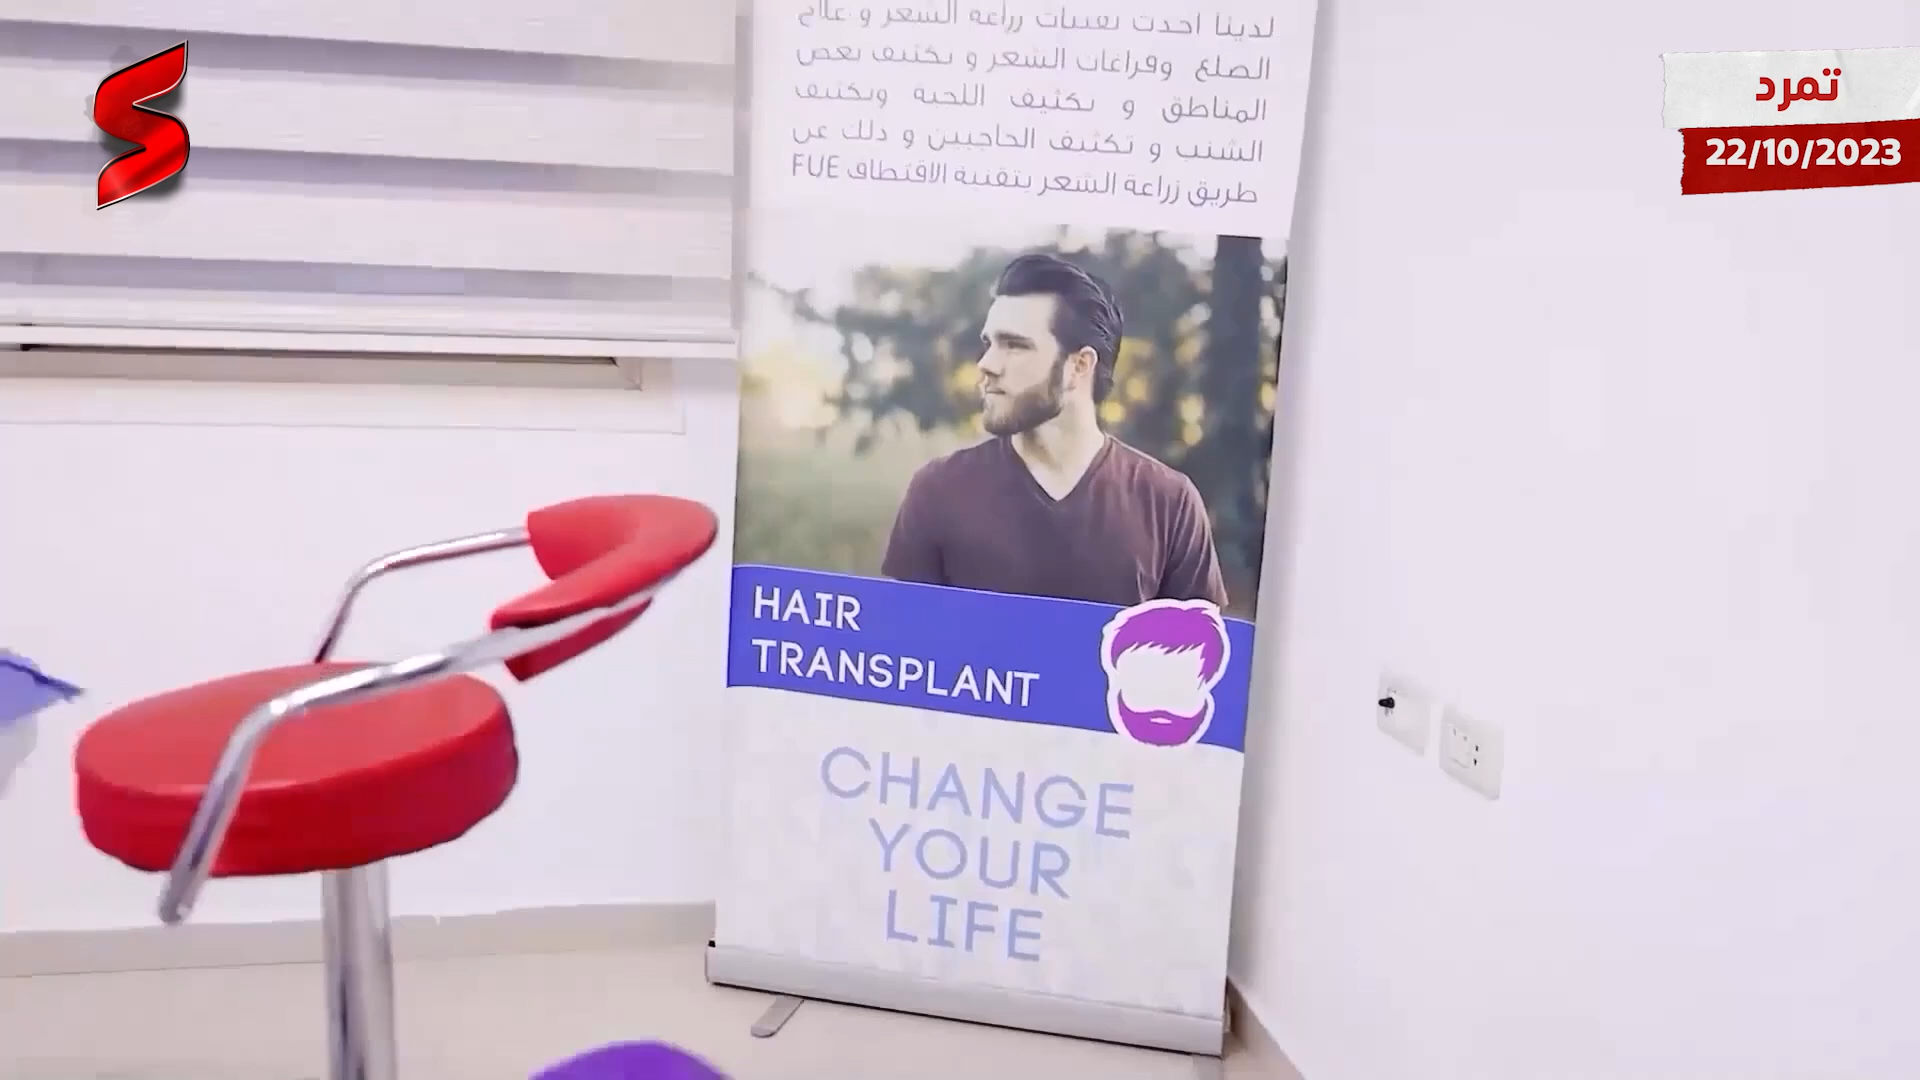 تمرد
22/10/2023
لدينا احدث تقنيات زراعة الشعر و علاج
الصلع وفراغات الشعر و تكثيف بعض
المناطق و تكثيف اللحية وتكثيف
الشنب و تكثيف الحاجبين و ذلك عن
طريق زراعة الشعر بتقنية الاقتطاف FUE
HAIR
TRANSPLANT
CHANGE
YOUR
LIFE